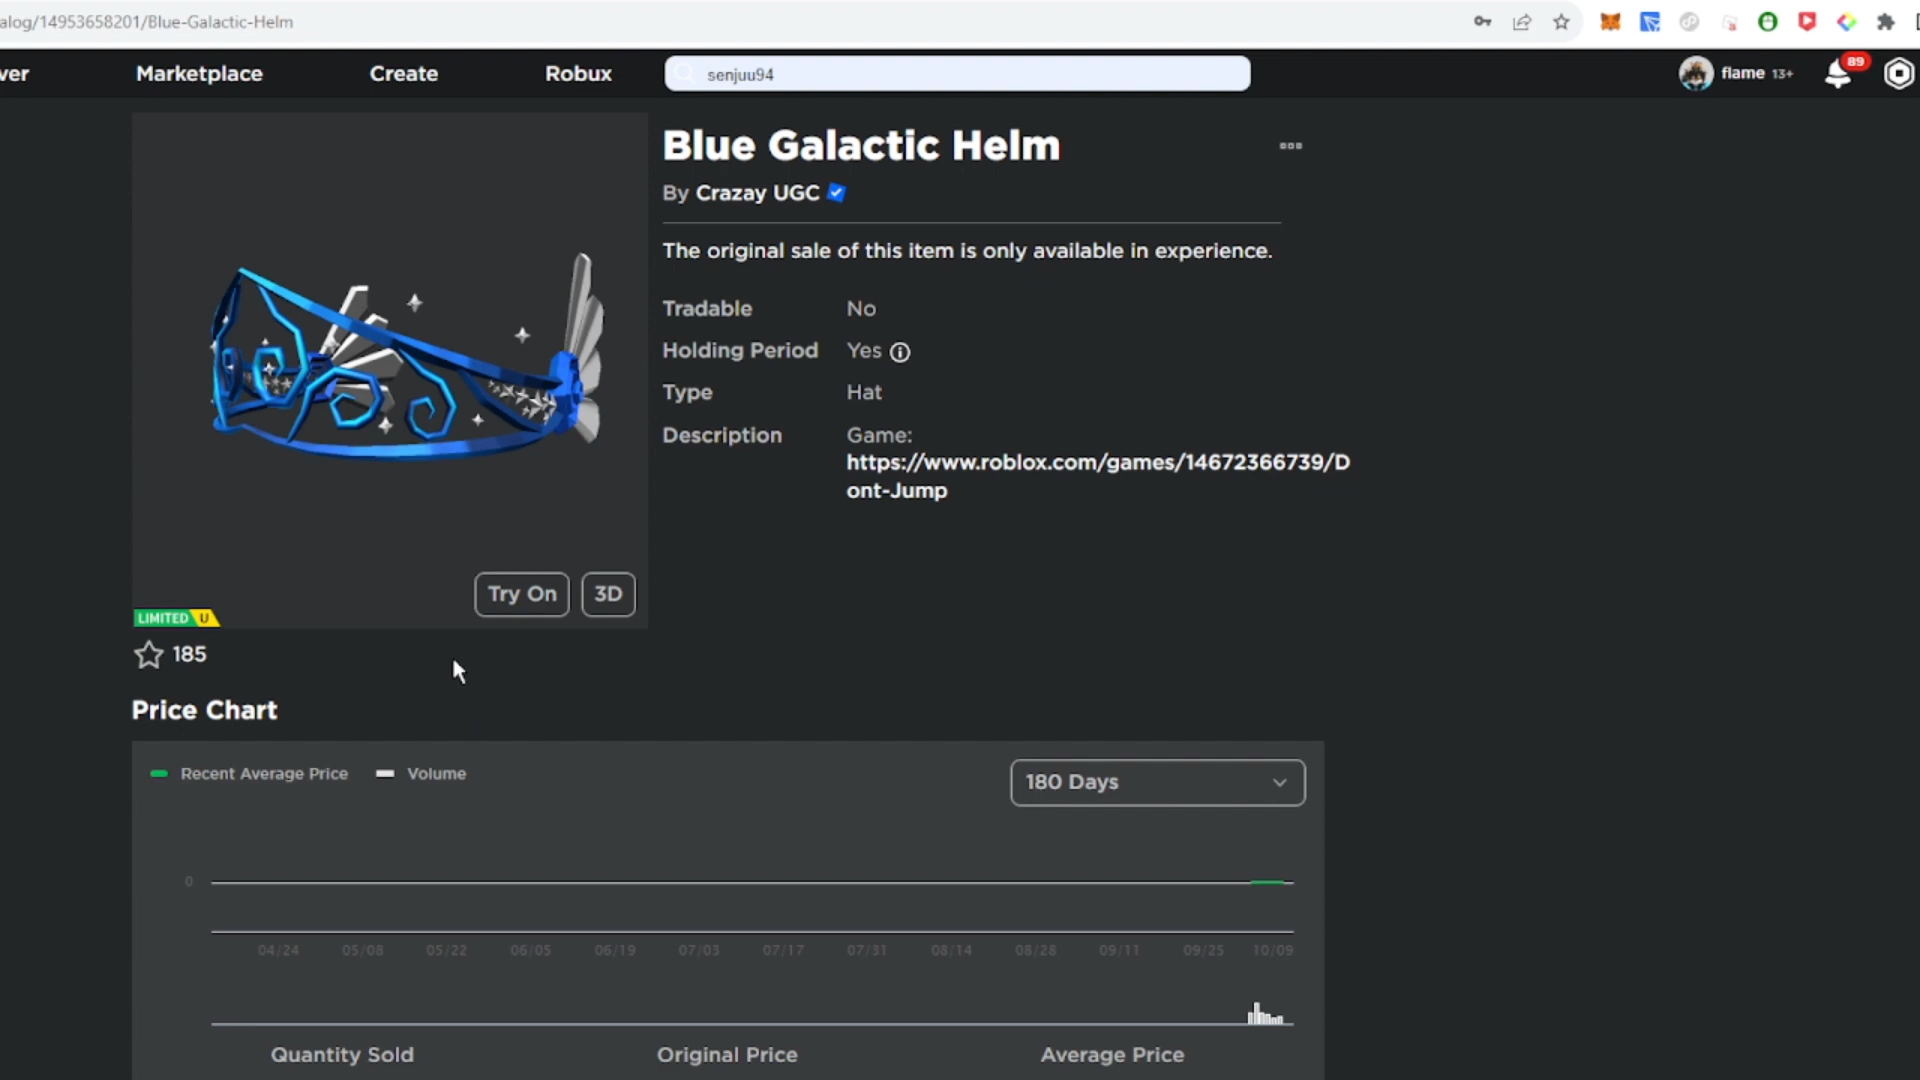 alog/14953658201/Blue-Galactic-Helm
ver Marketplace Create Robux senjuu94 flame 13+ 89
Blue Galactic Helm
By Crazay UGC
The original sale of this item is only available in experience.
Tradable No
Holding Period Yes
Type Hat
Description Game:
https://www.roblox.com/games/14672366739/D
ont-Jump
Try On 3D
LIMITED U
185
Price Chart
Recent Average Price Volume
180 Days
0
04/24 05/08 05/22 06/05 06/19 07/03 07/17 07/31 08/14 08/28 09/11 09/25 10/09
Quantity Sold Original Price Average Price